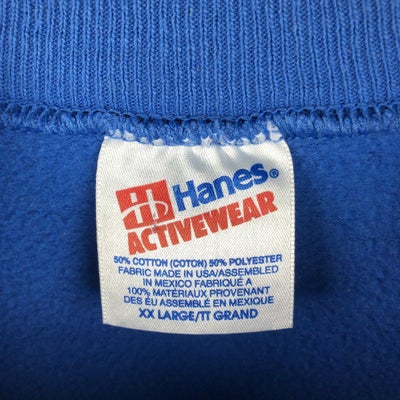 Hanes®
ACTIVEWEAR
50% COTTON (COTON) 50% POLYESTER
FABRIC MADE IN USA/ASSEMBLED
IN MEXICO FABRIQUÉ A
100% MATÉRIAUX PROVENANT
DES EU ASSEMBLÉ EN MEXIQUE
XX LARGE/TT GRAND